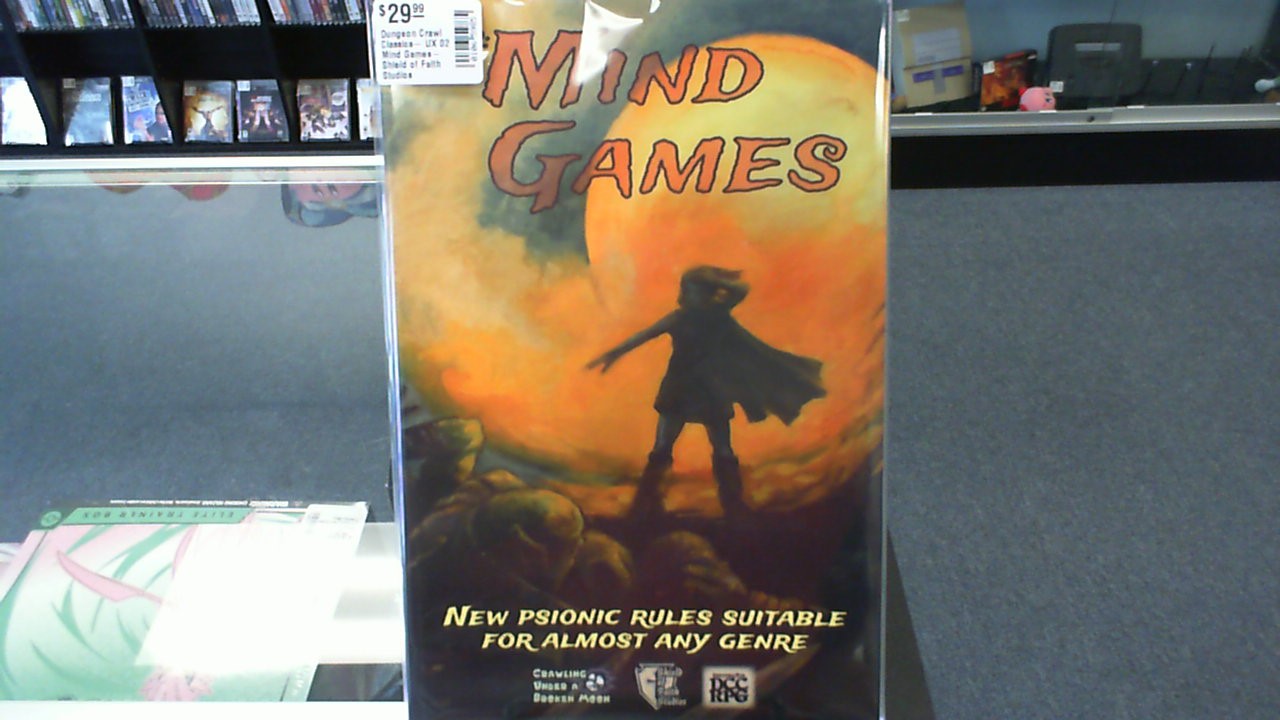 $29.99
Dungeon Crawl
Classics - UX 02
Mind Games -
Shield of Faith
Studios
MIND
GAMES
NEW PSIONIC RULES SUITABLE
FOR ALMOST ANY GENRE
CRAWLING
UNDER A
BROKEN MOON
DCC
RPG
ELITE TRAINER BOX